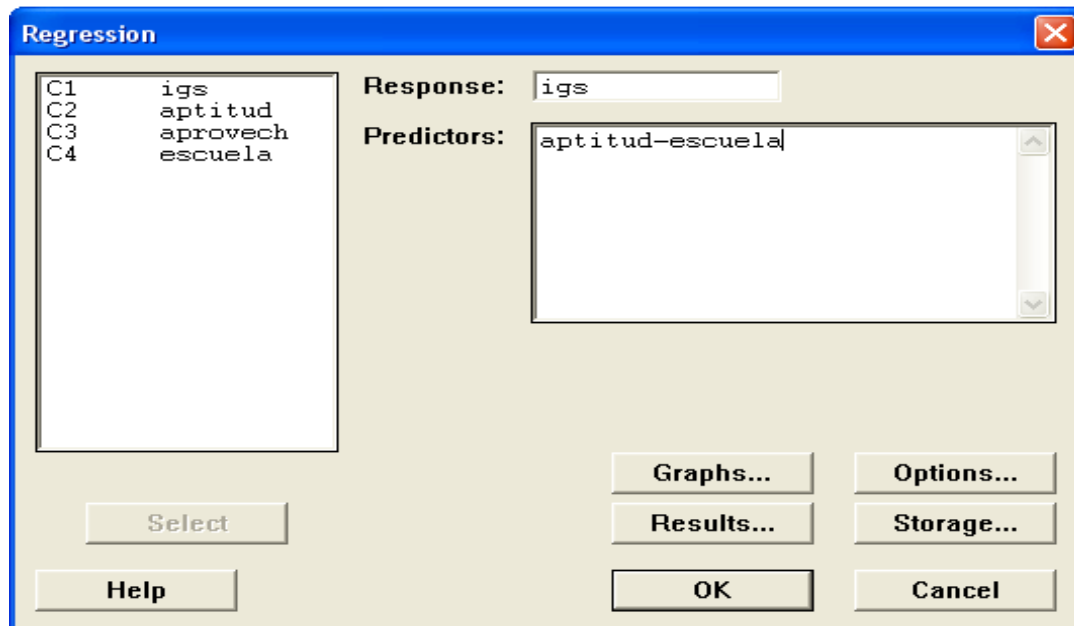 Regression
C1 igs
C2 aptitud
C3 aprovech
C4 escuela
Response: igs
Predictors: aptitud-escuela
Graphs... Options...
Select Results... Storage...
Help OK Cancel